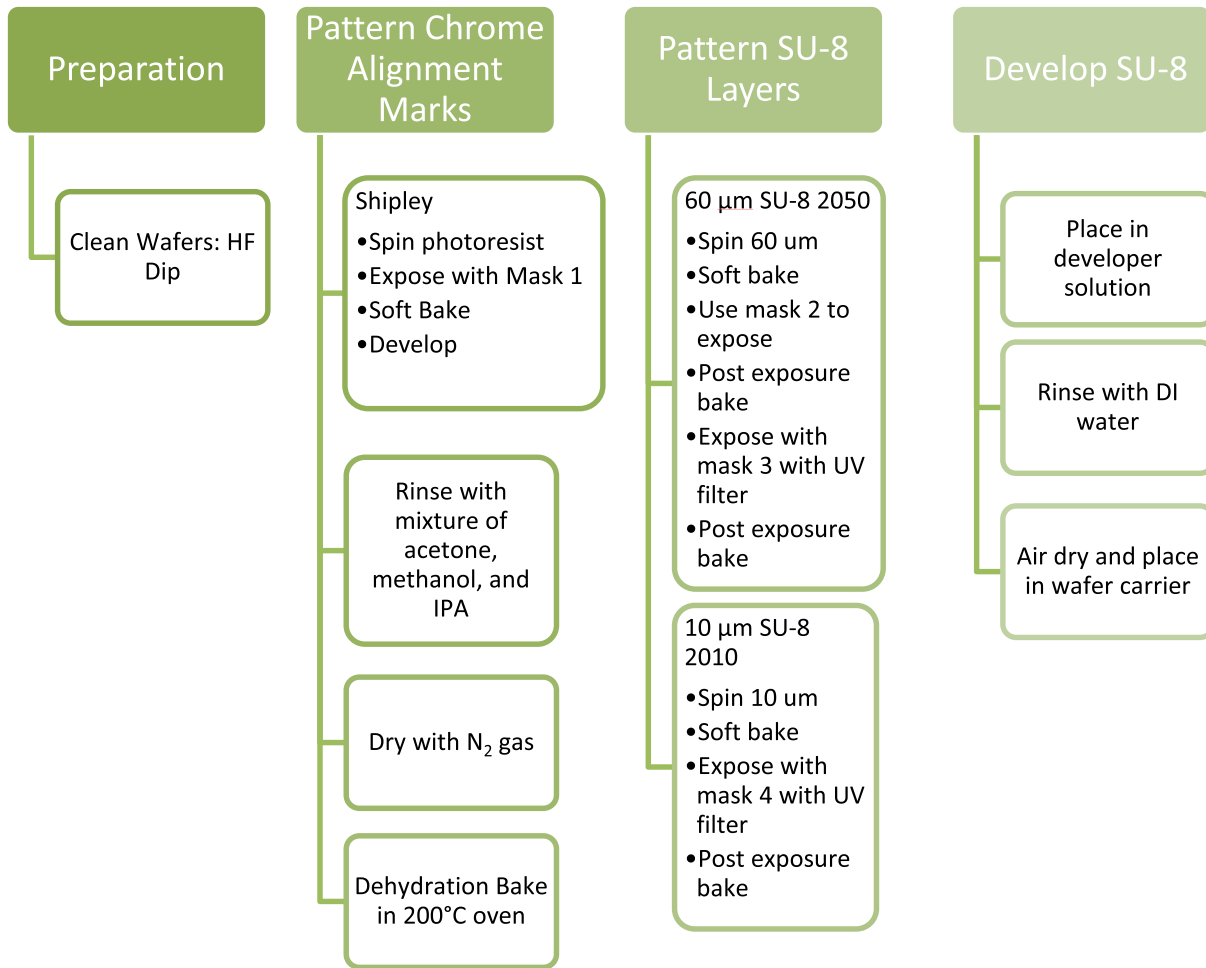 Preparation
Clean Wafers: HF
Dip
Pattern Chrome
Alignment
Marks
Shipley
•Spin photoresist
•Expose with Mask 1
•Soft Bake
•Develop
Rinse with
mixture of
acetone,
methanol, and
IPA
Dry with N₂ gas
Dehydration Bake
in 200°C oven
Pattern SU-8
Layers
60 µm SU-8 2050
•Spin 60 um
•Soft bake
•Use mask 2 to
expose
•Post exposure
bake
•Expose with
mask 3 with UV
filter
•Post exposure
bake
10 µm SU-8
2010
•Spin 10 um
•Soft bake
•Expose with
mask 4 with UV
filter
•Post exposure
bake
Develop SU-8
Place in
developer
solution
Rinse with DI
water
Air dry and place
in wafer carrier